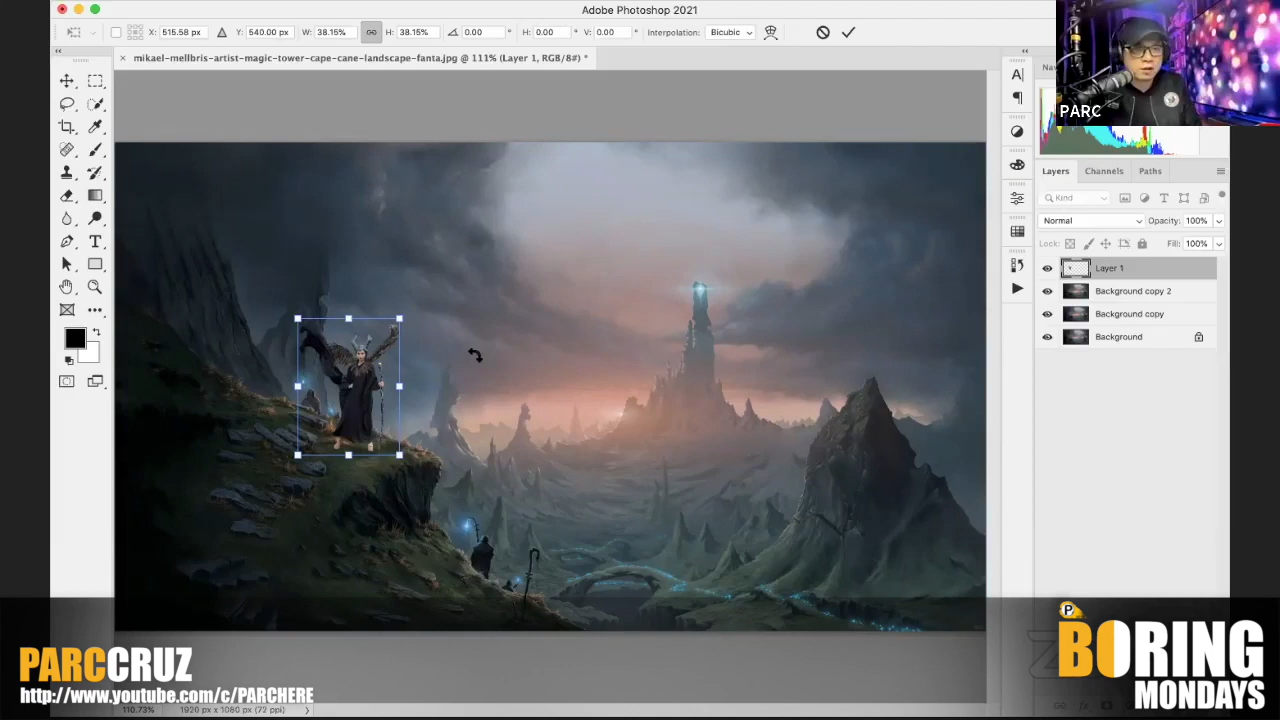 Adobe Photoshop 2021
X: 515.58 px Y: 540.00 px W: 38.15% H: 38.15% 0.00 ° H: 0.00 ° V: 0.00 ° Interpolation: Bicubic
mikael-mellbris-artist-magic-tower-cape-cane-landscape-fanta.jpg @ 111% (Layer 1, RGB/8#) *
Nav
PARC
Layers Channels Paths
Kind
Normal Opacity: 100%
Lock: Fill: 100%
Layer 1
Background copy 2
Background copy
Background
PARCCRUZ
http://www.youtube.com/c/PARCHERE
P
BORING
MONDAYS
110.73% 1920 px x 1080 px (72 ppi)